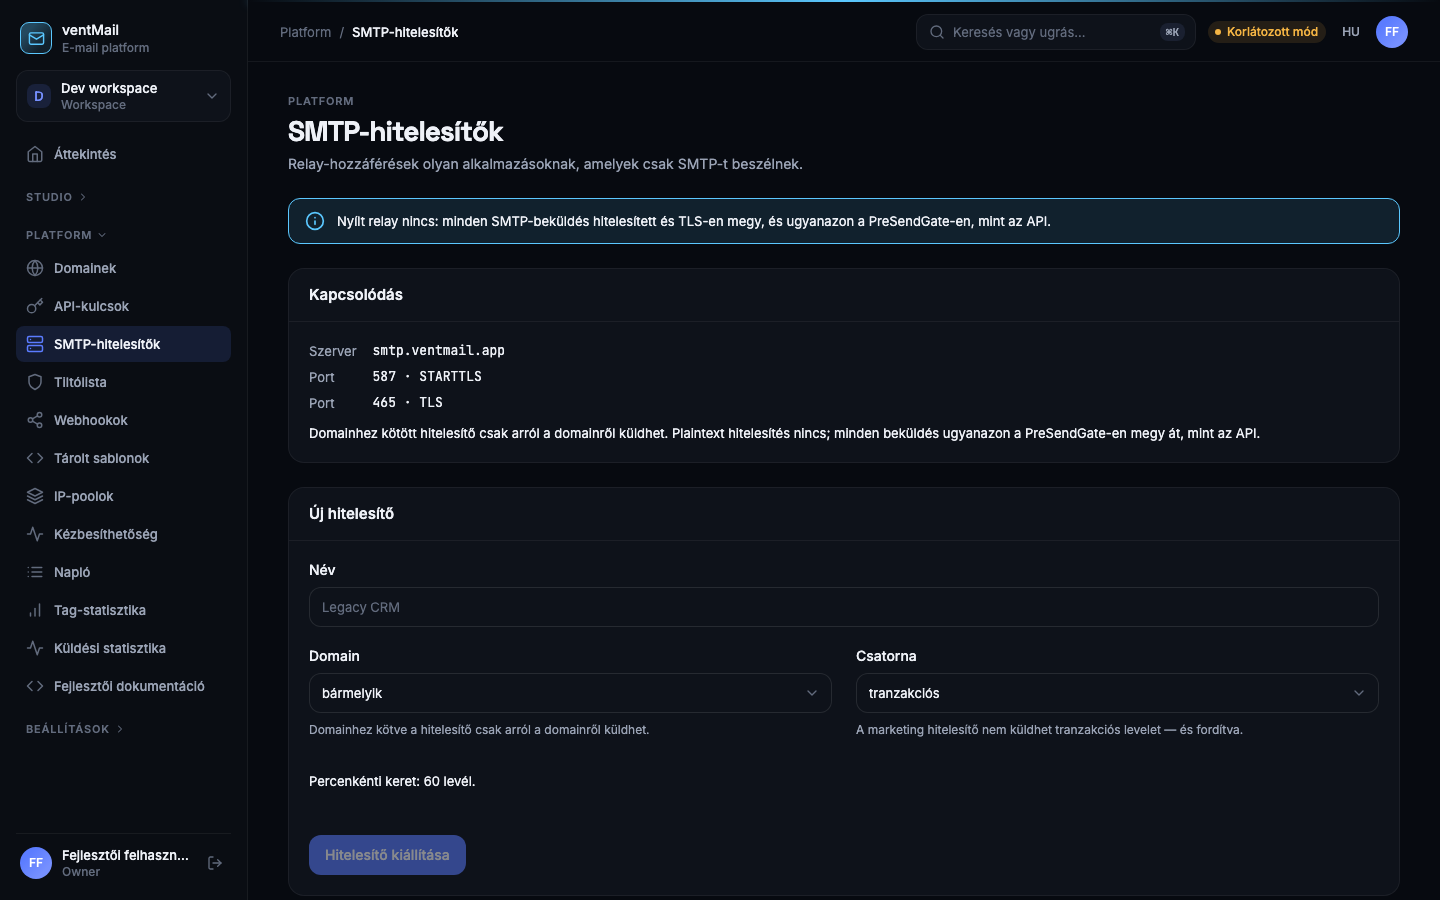 ventMail
E-mail platform
D
Dev workspace
Workspace
Áttekintés
STUDIO
PLATFORM
Domainek
API-kulcsok
SMTP-hitelesítők
Tiltólista
Webhookok
Tárolt sablonok
IP-poolok
Kézbesíthetőség
Napló
Tag-statisztika
Küldési statisztika
Fejlesztői dokumentáció
BEÁLLÍTÁSOK
FF
Fejlesztői felhaszn...
Owner
Platform / SMTP-hitelesítők
Keresés vagy ugrás... ⌘K
Korlátozott mód
HU
FF
PLATFORM
SMTP-hitelesítők
Relay-hozzáférések olyan alkalmazásoknak, amelyek csak SMTP-t beszélnek.
Nyílt relay nincs: minden SMTP-beküldés hitelesített és TLS-en megy, és ugyanazon a PreSendGate-en, mint az API.
Kapcsolódás
Szerver smtp.ventmail.app
Port 587 · STARTTLS
Port 465 · TLS
Domainhez kötött hitelesítő csak arról a domainről küldhet. Plaintext hitelesítés nincs; minden beküldés ugyanazon a PreSendGate-en megy át, mint az API.
Új hitelesítő
Név
Legacy CRM
Domain
bármelyik
Domainhez kötve a hitelesítő csak arról a domainről küldhet.
Csatorna
tranzakciós
A marketing hitelesítő nem küldhet tranzakciós levelet — és fordítva.
Percenkénti keret: 60 levél.
Hitelesítő kiállítása